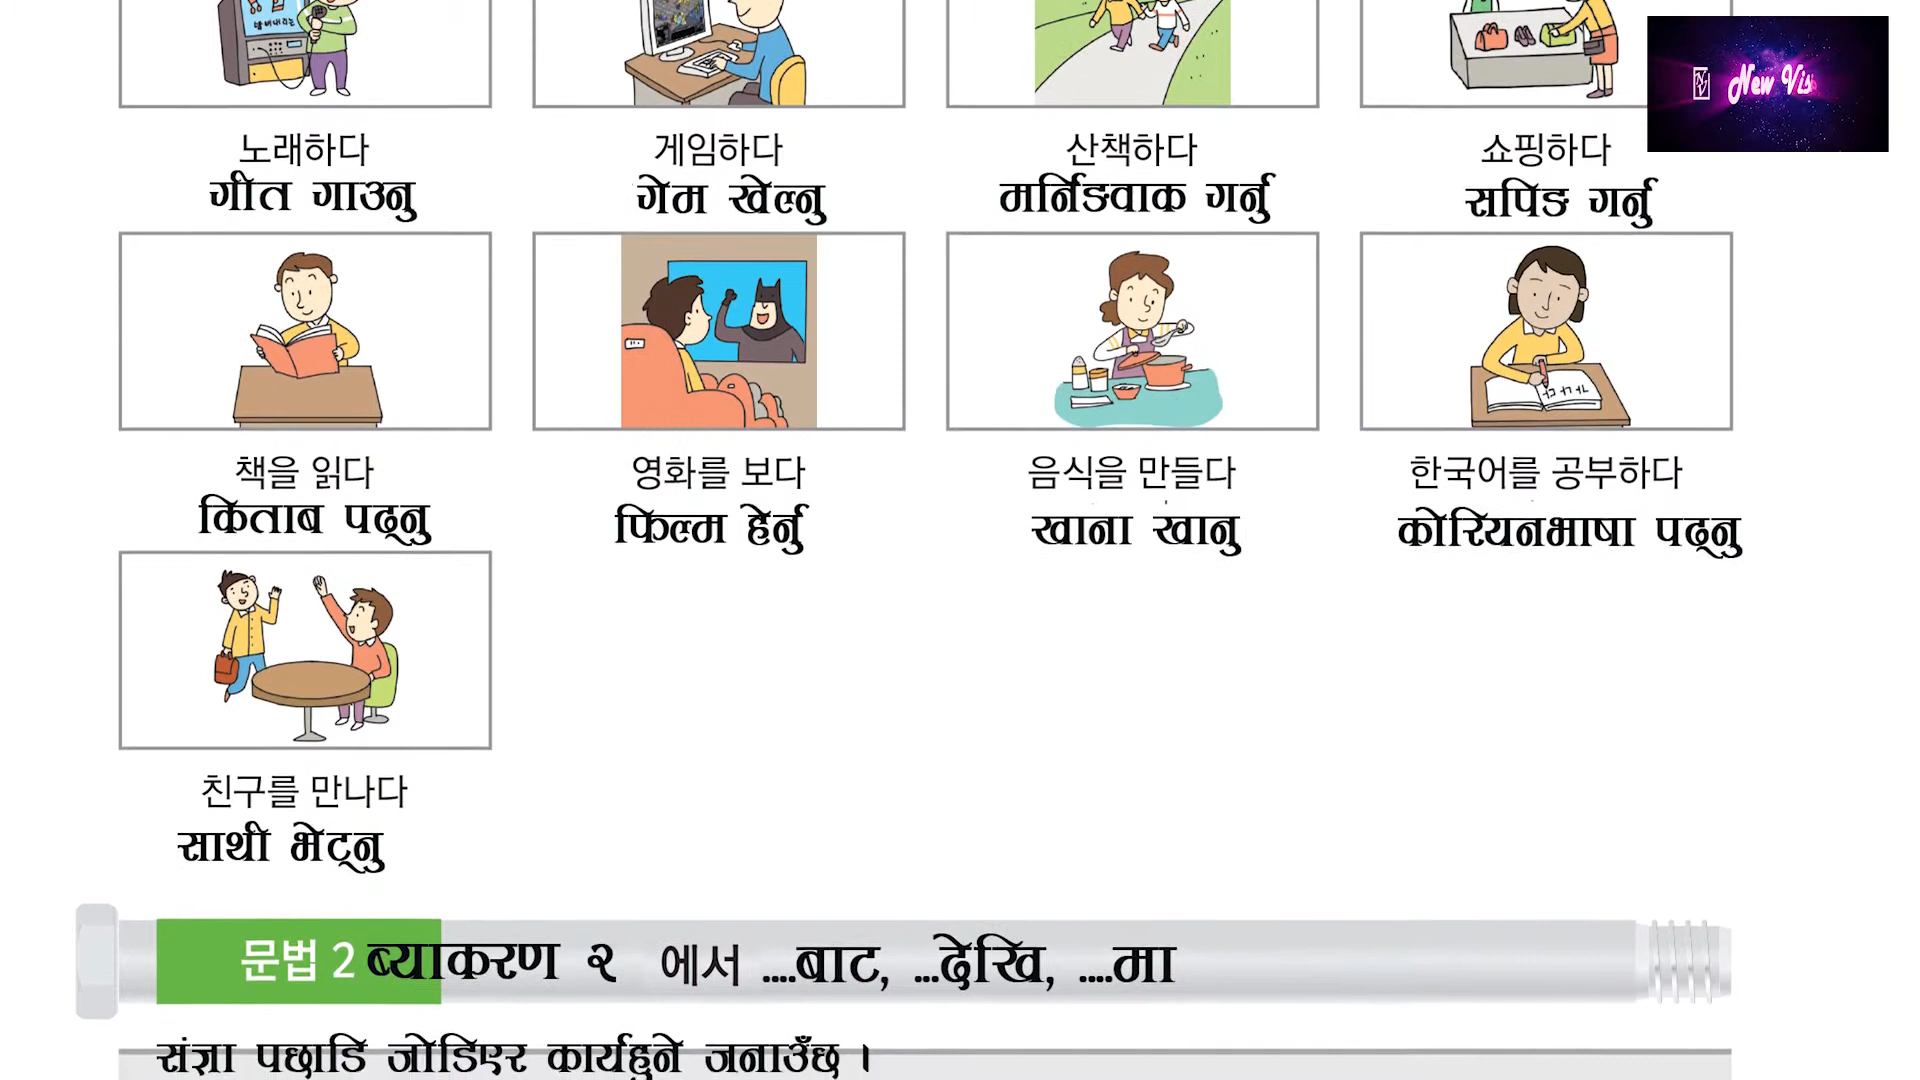 New Vis
노래하다 게임하다 산책하다 쇼핑하다
गीत गाउनु गेम खेल्नु मर्निङवाक गर्नु सपिङ गर्नु
가나다
책을 읽다 영화를 보다 음식을 만들다 한국어를 공부하다
किताब पढ्नु फिल्म हेर्नु खाना खानु कोरियनभाषा पढ्नु
친구를 만나다
साथी भेट्नु
문법 2 ब्याकरण २ 에서 ....बाट, ...देखि, ....मा
संज्ञा पछाडि जोडिएर कार्यहुने जनाउँछ ।